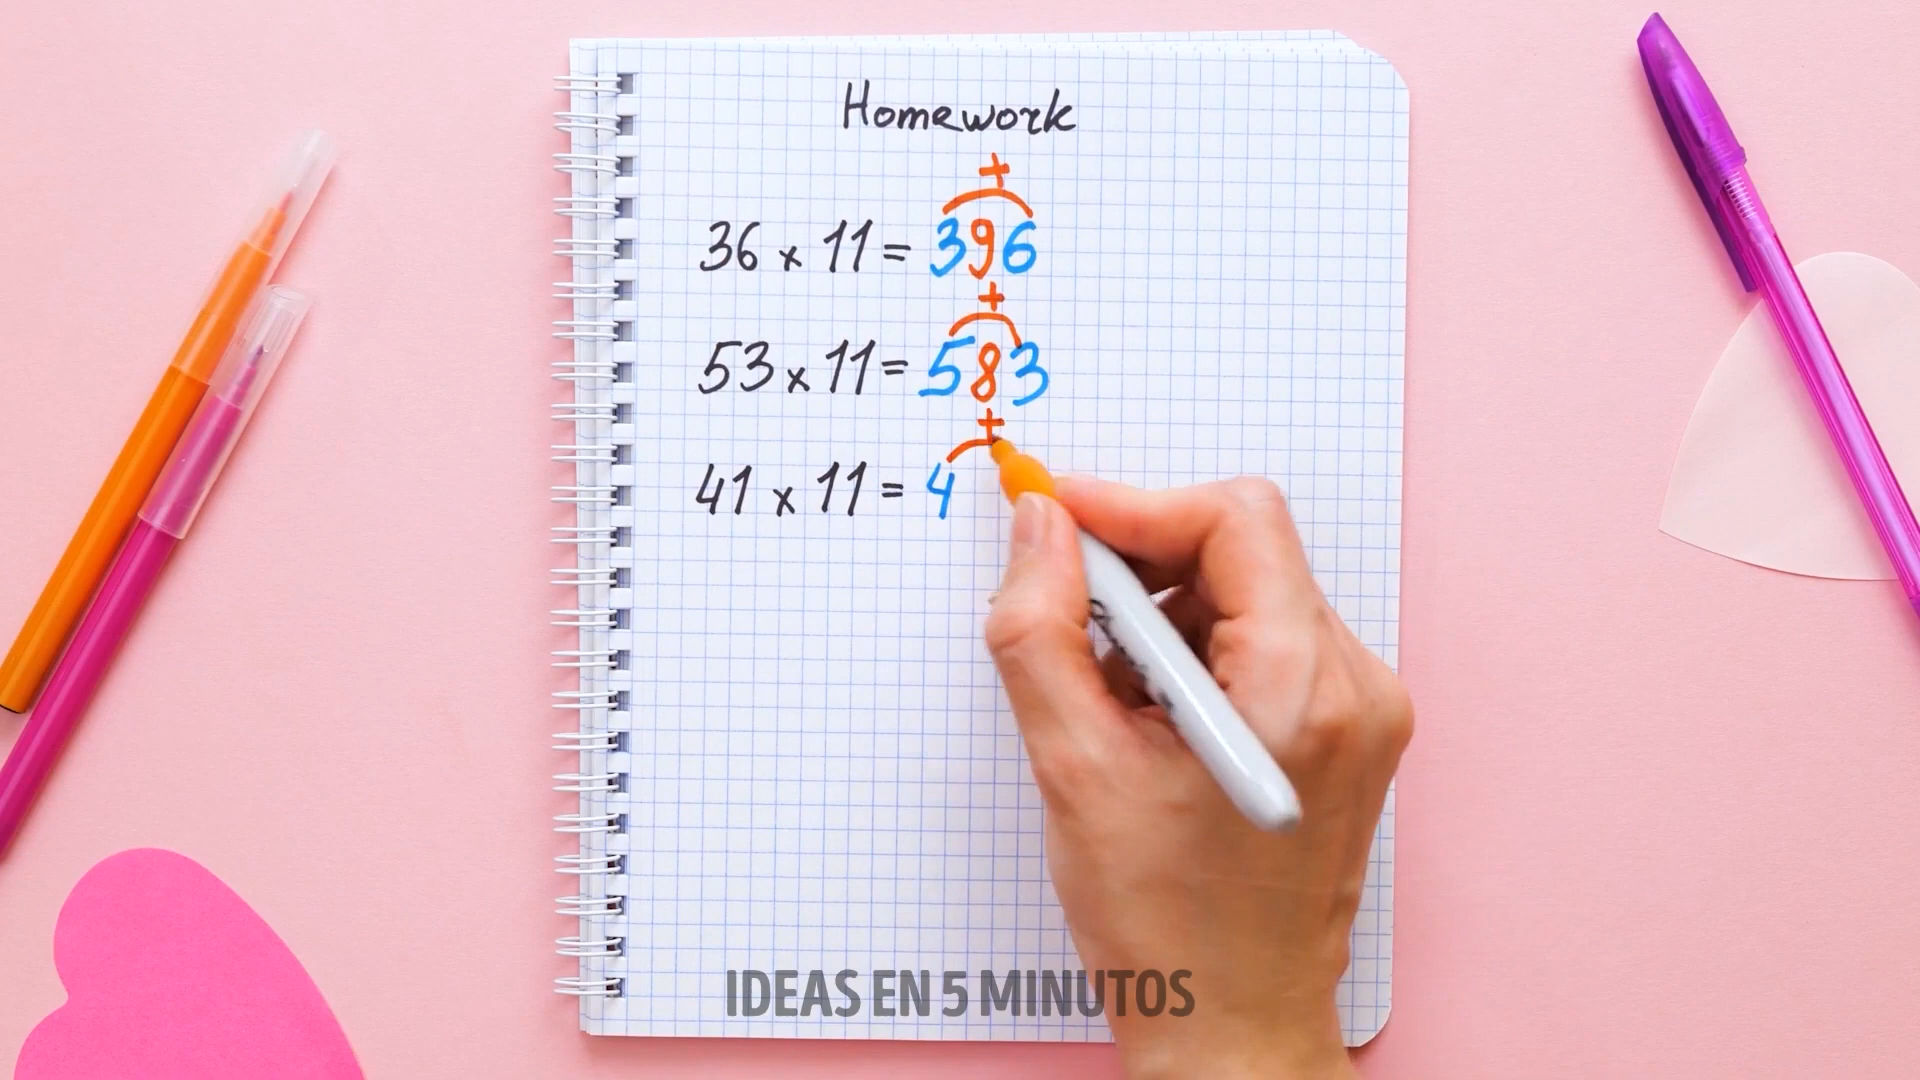 Homework
+
36 x 11 = 396
+
53 x 11 = 583
+
41 x 11 = 4
IDEAS EN 5 MINUTOS